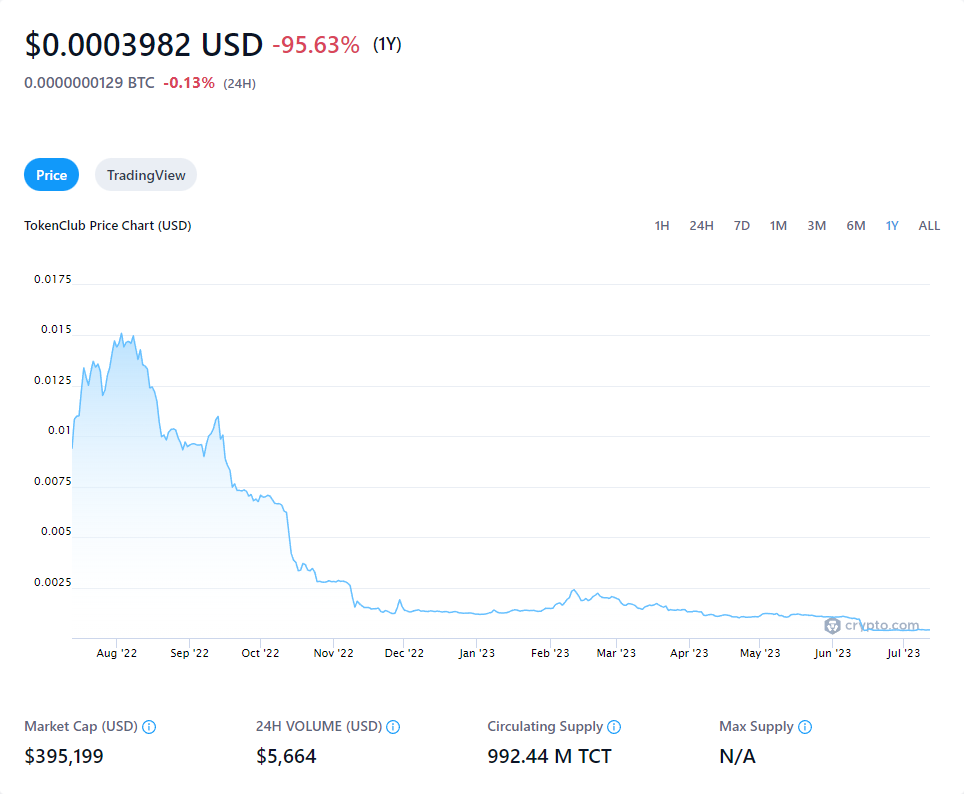 $0.0003982 USD -95.63% (1Y)
0.0000000129 BTC -0.13% (24H)
Price TradingView
TokenClub Price Chart (USD) 1H 24H 7D 1M 3M 6M 1Y ALL
0.0175
0.015
0.0125
0.01
0.0075
0.005
0.0025
crypto.com
Aug '22 Sep '22 Oct '22 Nov '22 Dec '22 Jan '23 Feb '23 Mar '23 Apr '23 May '23 Jun '23 Jul '23
Market Cap (USD) 24H VOLUME (USD) Circulating Supply Max Supply
$395,199 $5,664 992.44 M TCT N/A